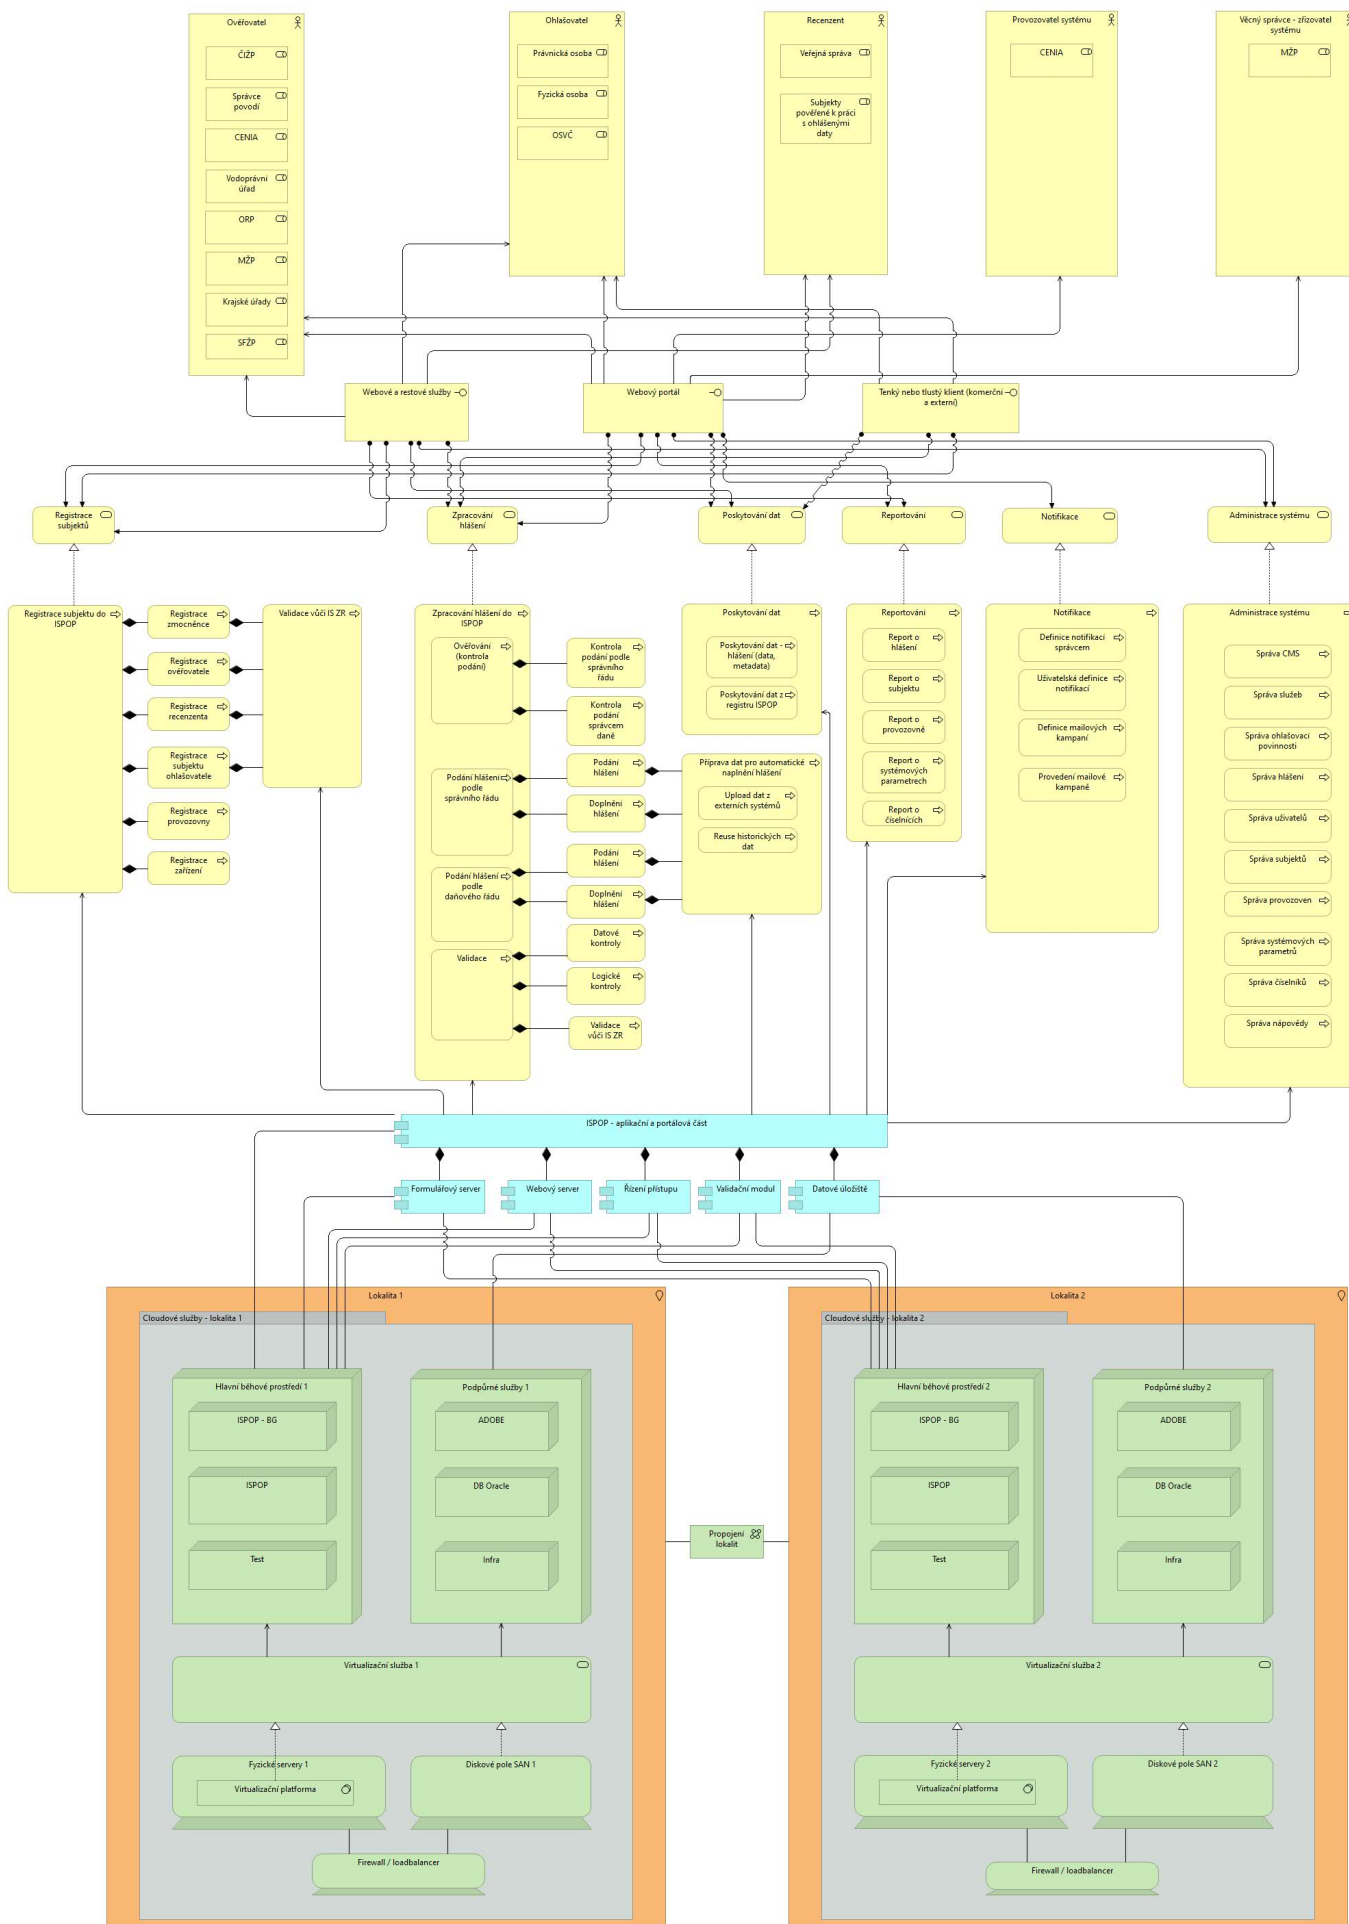 Ověřovatel
ČIŽP
Správce
povodí
CENIA
Vodoprávní
úřad
ORP
MŽP
Krajské úřady
SFŽP
Ohlašovatel
Právnická osoba
Fyzická osoba
OSVČ
Recenzent
Veřejná správa
Subjekty
pověřené k práci
s ohlášenými
daty
Provozovatel systému
CENIA
Věcný správce - zřizovatel
systému
MŽP
Webové a restové služby
Webový portál
Tenký nebo tlustý klient (komerční
a externí)
Registrace
subjektů
Zpracování
hlášení
Poskytování dat
Reportování
Notifikace
Administrace systému
Registrace subjektu do
ISPOP
Registrace
zmocněnce
Registrace
ověřovatele
Registrace
recenzenta
Registrace
subjektu
ohlašovatele
Registrace
provozovny
Registrace
zařízení
Validace vůči IS ZR
Zpracování hlášení do
ISPOP
Ověřování
(kontrola
podání)
Kontrola
podání podle
správního
řádu
Kontrola
podání
správcem
daně
Podání hlášení
podle
správního řádu
Podání
hlášení
Doplnění
hlášení
Podání hlášení
podle
daňového řádu
Podání
hlášení
Doplnění
hlášení
Validace
Datové
kontroly
Logické
kontroly
Validace
vůči IS ZR
Poskytování dat
Poskytování dat -
hlášení (data,
metadata)
Poskytování dat z
registru ISPOP
Příprava dat pro automatické
naplnění hlášení
Upload dat z
externích systémů
Reuse historických
dat
Reportování
Report o
hlášení
Report o
subjektu
Report o
provozovně
Report o
systémových
parametrech
Report o
číselnících
Notifikace
Definice notifikací
správcem
Uživatelská definice
notifikací
Definice mailových
kampaní
Provedení mailové
kampaně
Administrace systému
Správa CMS
Správa služeb
Správa ohlašovací
povinnosti
Správa hlášení
Správa uživatelů
Správa subjektů
Správa provozoven
Správa systémových
parametrů
Správa číselníků
Správa nápovědy
ISPOP - aplikační a portálová část
Formulářový server
Webový server
Řízení přístupu
Validační modul
Datové úložiště
Lokalita 1
Cloudové služby - lokalita 1
Hlavní běhové prostředí 1
ISPOP - BG
ISPOP
Test
Podpůrné služby 1
ADOBE
DB Oracle
Infra
Virtualizační služba 1
Fyzické servery 1
Virtualizační platforma
Diskové pole SAN 1
Firewall / loadbalancer
Propojení
lokalit
Lokalita 2
Cloudové služby - lokalita 2
Hlavní běhové prostředí 2
ISPOP - BG
ISPOP
Test
Podpůrné služby 2
ADOBE
DB Oracle
Infra
Virtualizační služba 2
Fyzické servery 2
Virtualizační platforma
Diskové pole SAN 2
Firewall / loadbalancer